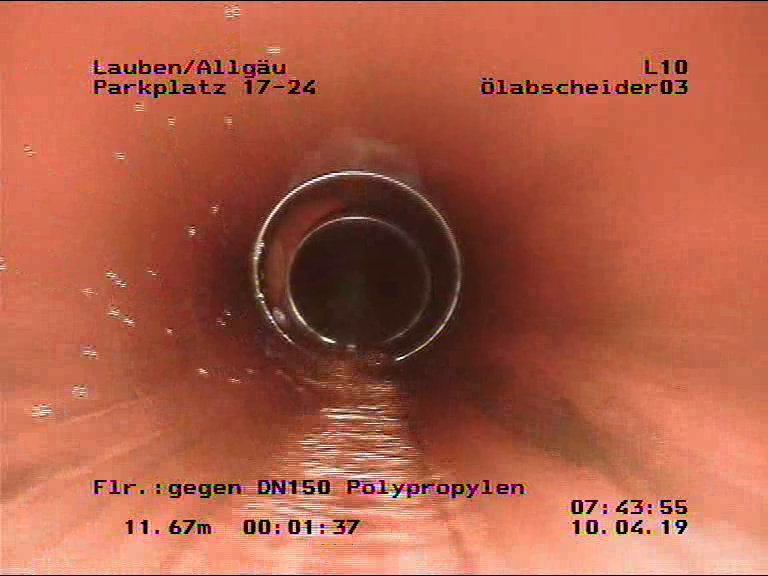 Lauben/Allgäu L10
Parkplatz 17-24 Ölabscheider03
Flr.:gegen DN150 Polypropylen
07:43:55
11.67m 00:01:37 10.04.19